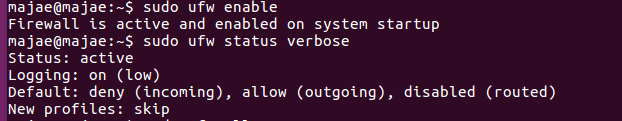 majae@majae:~$ sudo ufw enable
Firewall is active and enabled on system startup
majae@majae:~$ sudo ufw status verbose
Status: active
Logging: on (low)
Default: deny (incoming), allow (outgoing), disabled (routed)
New profiles: skip